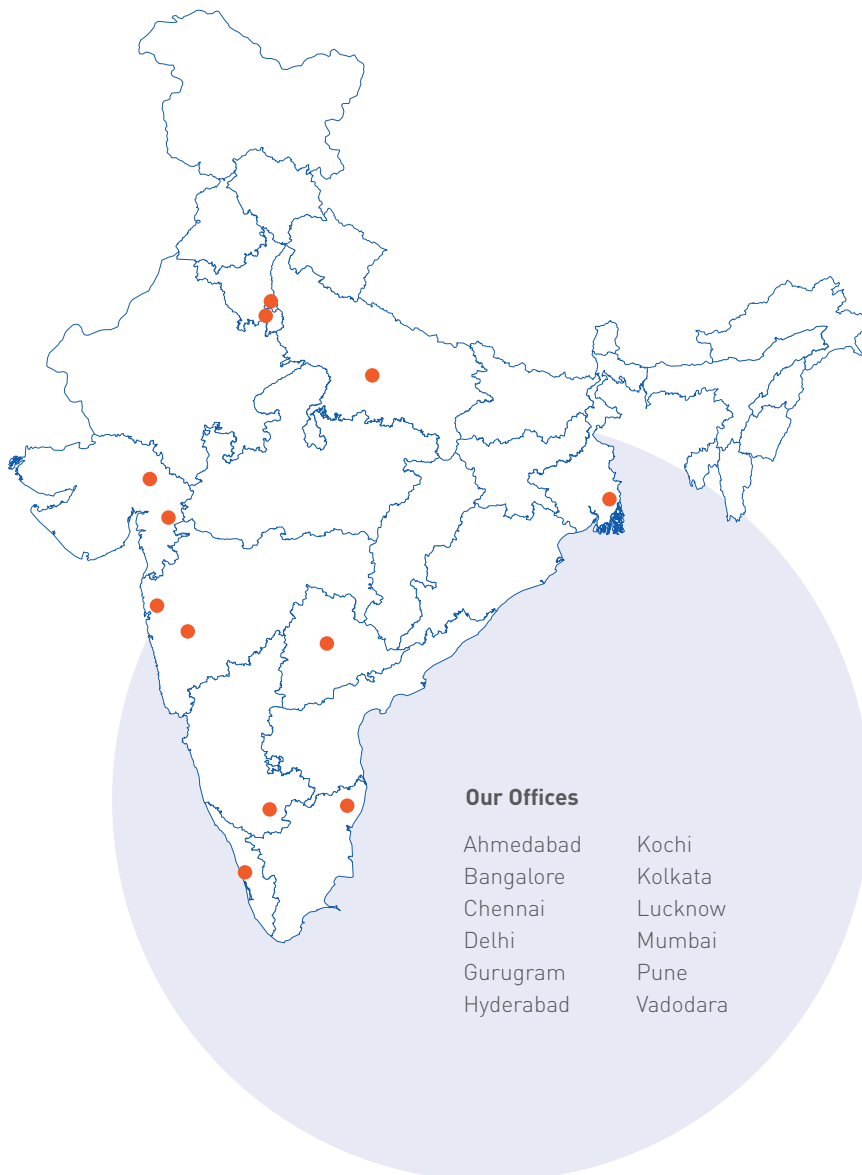 Our Offices
Ahmedabad
Bangalore
Chennai
Delhi
Gurugram
Hyderabad
Kochi
Kolkata
Lucknow
Mumbai
Pune
Vadodara